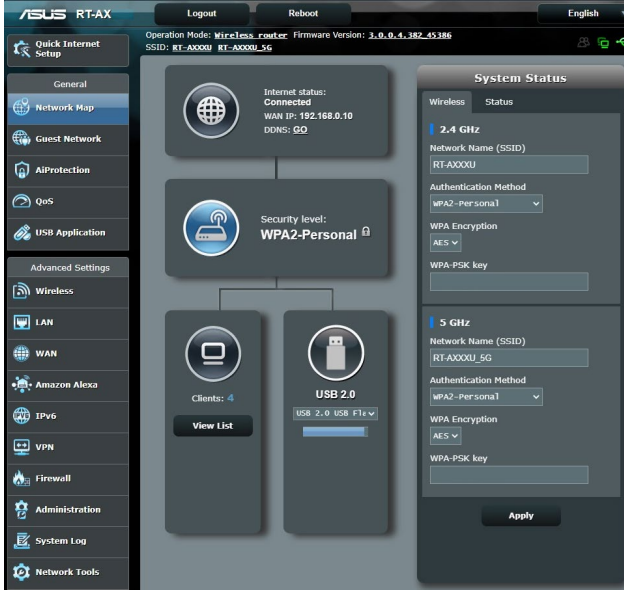 ASUS RT-AX
Logout
Reboot
English
Operation Mode: Wireless router Firmware Version: 3.0.0.4.382_45386
SSID: RT-AXXXU RT-AXXXU_5G
Quick Internet
Setup
General
Network Map
Guest Network
AiProtection
QoS
USB Application
Advanced Settings
Wireless
LAN
WAN
Amazon Alexa
IPv6
VPN
Firewall
Administration
System Log
Network Tools
Internet status:
Connected
WAN IP: 192.168.0.10
DDNS: GO
Security level:
WPA2-Personal
Clients: 4
View List
USB 2.0
USB 2.0 USB Fle
System Status
Wireless
Status
2.4 GHz
Network Name (SSID)
RT-AXXXU
Authentication Method
WPA2-Personal
WPA Encryption
AES
WPA-PSK key
5 GHz
Network Name (SSID)
RT-AXXXU_5G
Authentication Method
WPA2-Personal
WPA Encryption
AES
WPA-PSK key
Apply